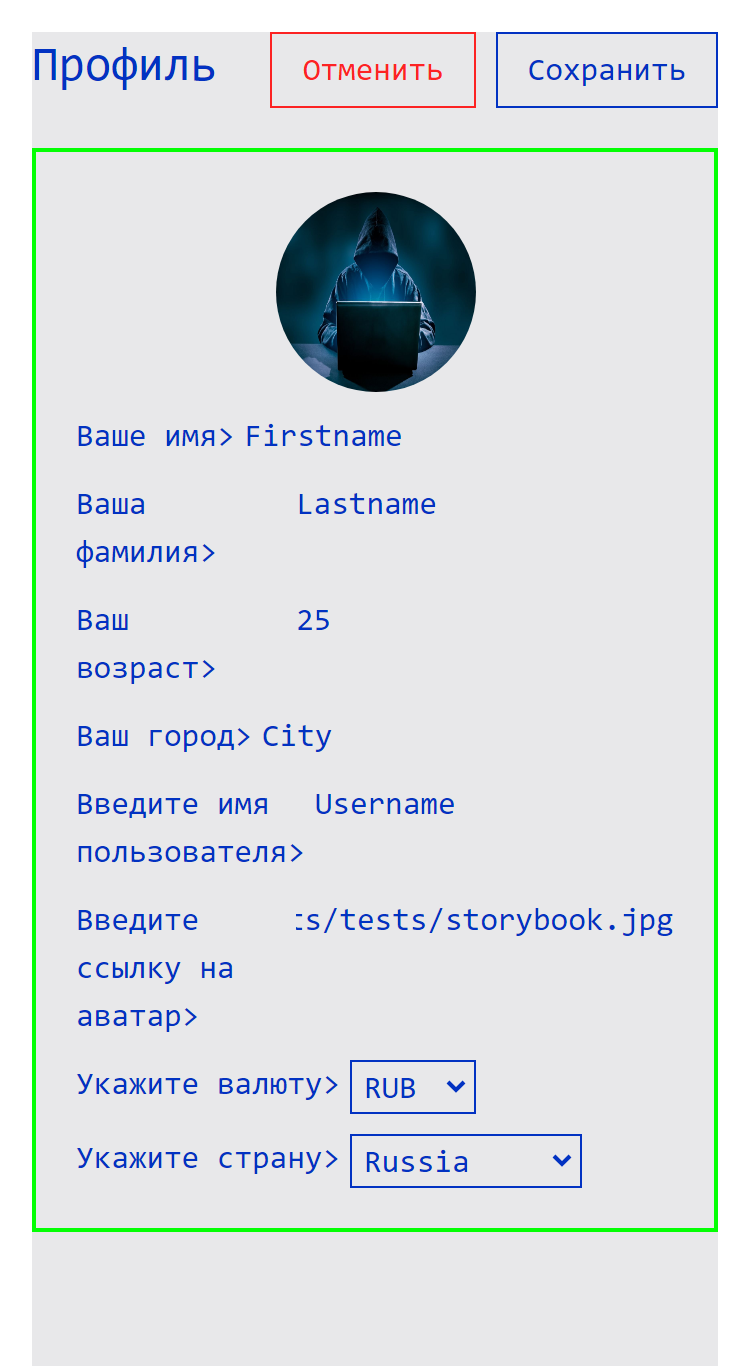 Профиль
Отменить
Сохранить
Ваше имя> Firstname
Ваша Lastname
фамилия>
Ваш 25
возраст>
Ваш город> City
Введите имя Username
пользователя>
Введите ts/tests/storybook.jpg
ссылку на
аватар>
Укажите валюту> RUB
Укажите страну> Russia